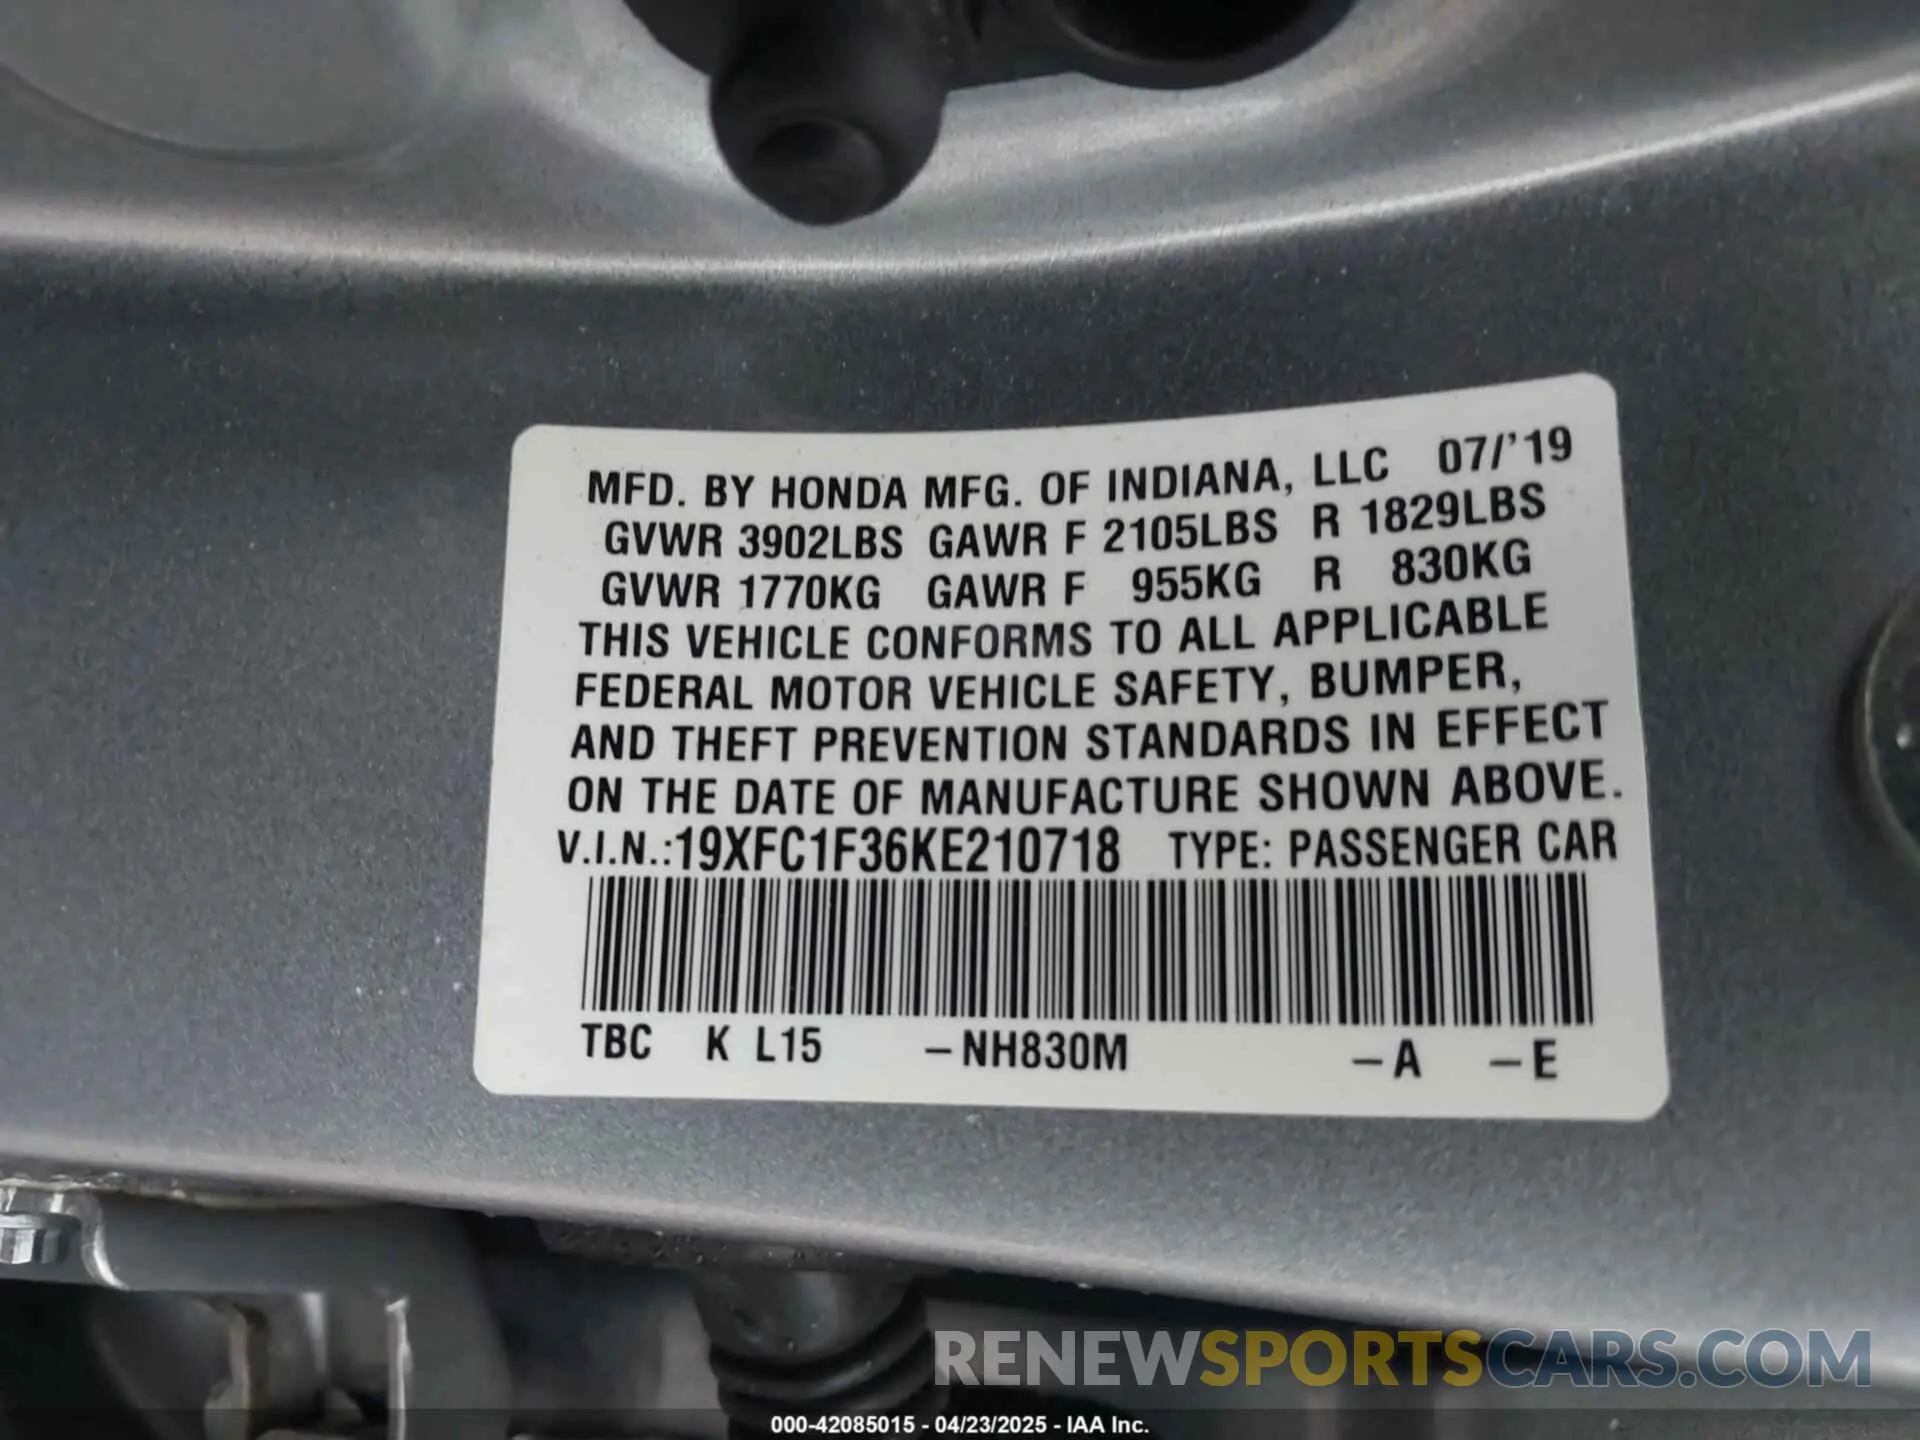 MFD. BY HONDA MFG. OF INDIANA, LLC 07/'19
GVWR 3902LBS GAWR F 2105LBS R 1829LBS
GVWR 1770KG GAWR F 955KG R 830KG
THIS VEHICLE CONFORMS TO ALL APPLICABLE
FEDERAL MOTOR VEHICLE SAFETY, BUMPER,
AND THEFT PREVENTION STANDARDS IN EFFECT
ON THE DATE OF MANUFACTURE SHOWN ABOVE.
V.I.N.:19XFC1F36KE210718 TYPE: PASSENGER CAR
TBC K L15 –NH830M –A –E
RENEWSPORTSCARS.COM
000-42085015 - 04/23/2025 - IAA Inc.